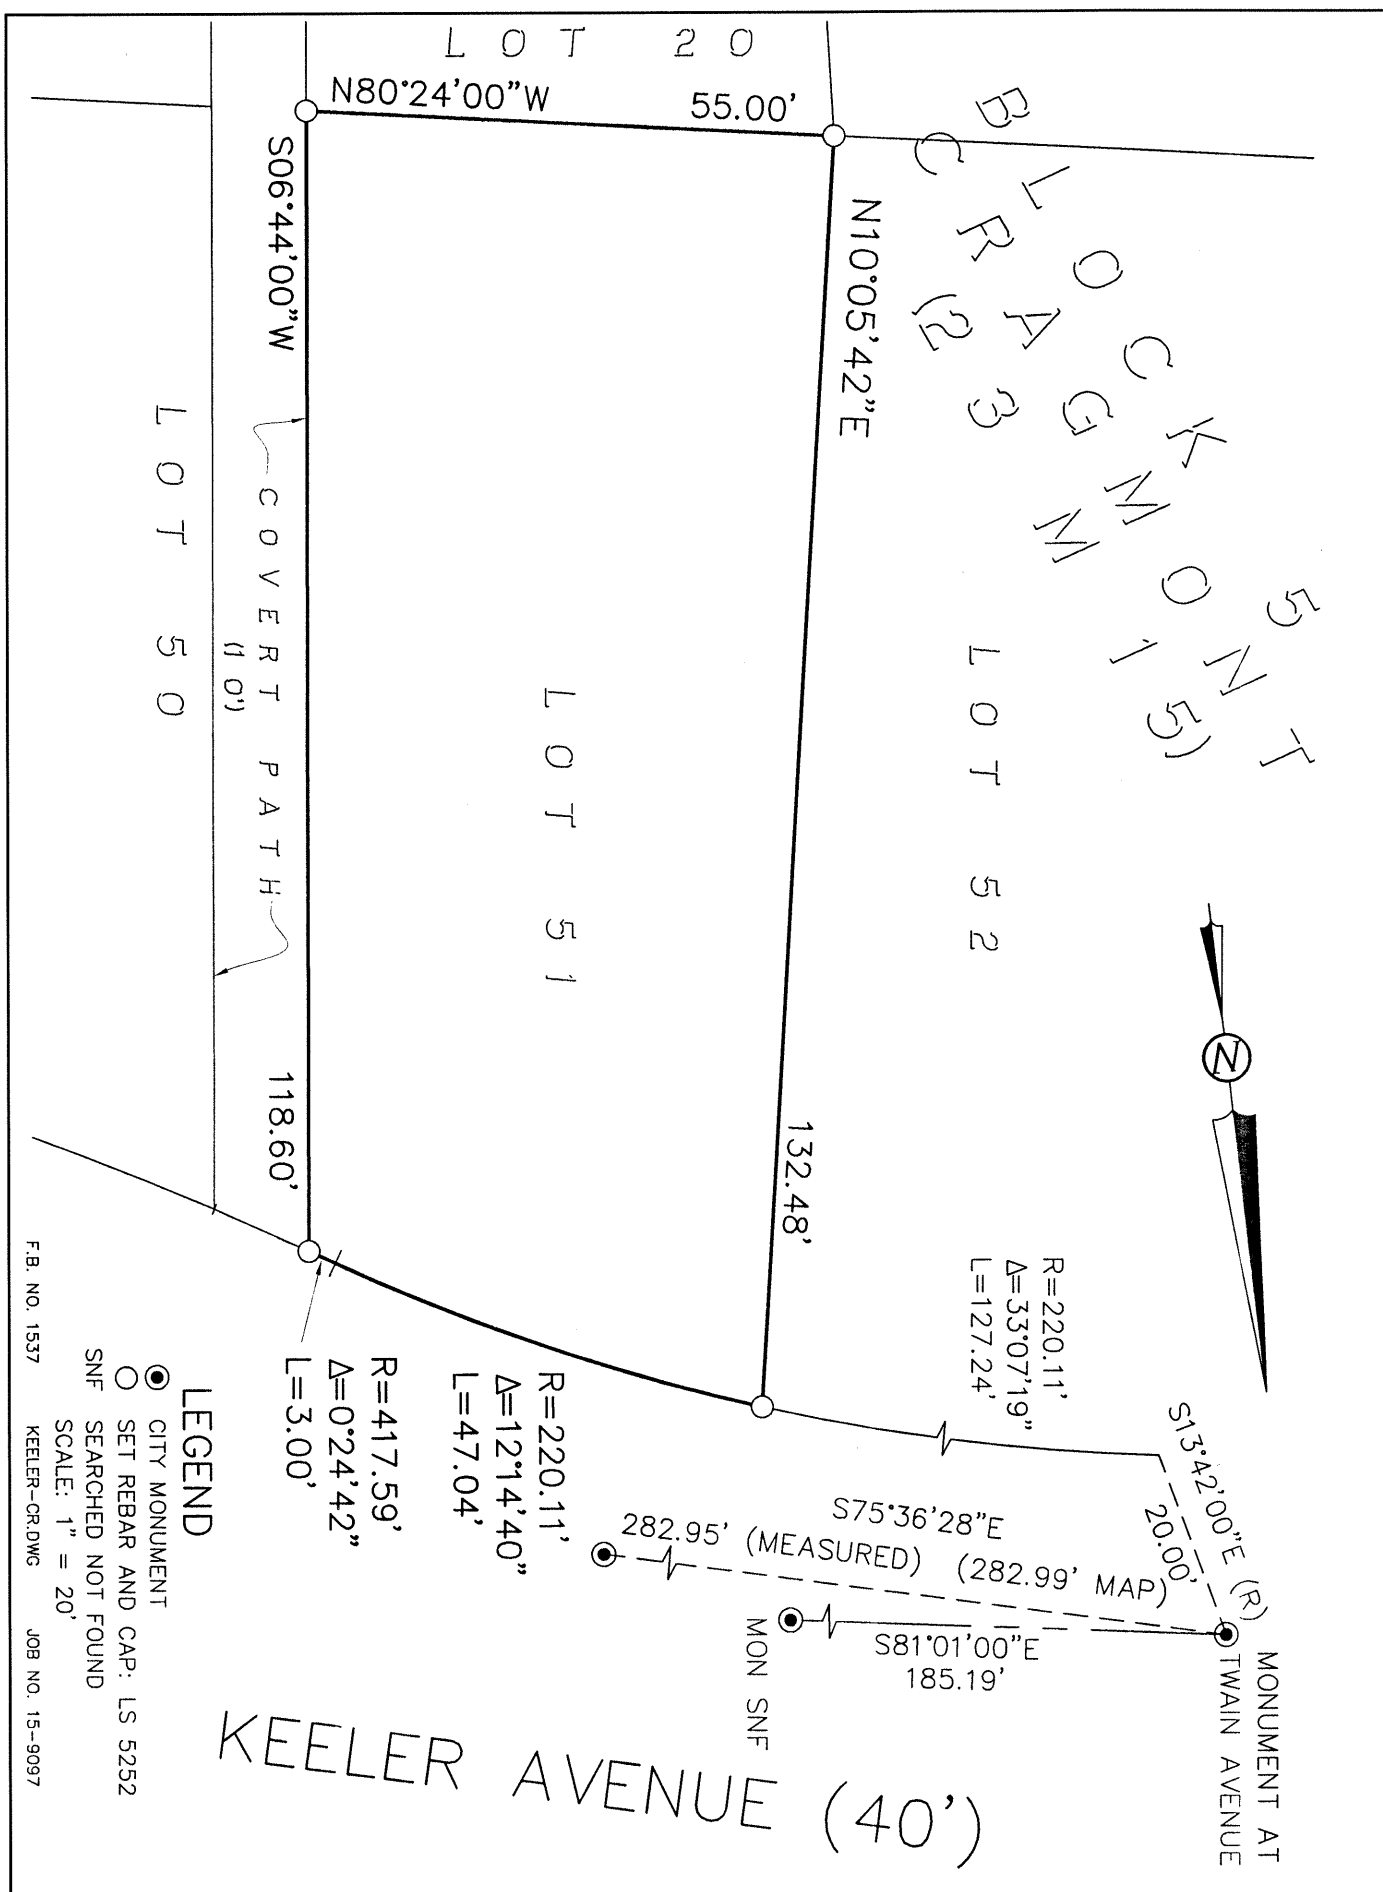 LOT 20
N80°24'00"W 55.00'
S06°44'00"W
118.60'
N10°05'42"E
132.48'
BLOCK 5
CRAGMONT
(23 M 15)
LOT 50
COVERT PATH
(10')
LOT 51
LOT 52
N
R=220.11'
Δ=33°07'19"
L=127.24'
S13°42'00"E (R)
20.00'
R=220.11'
Δ=12°14'40"
L=47.04'
R=417.59'
Δ=0°24'42"
L=3.00'
S75°36'28"E
282.95' (MEASURED) (282.99' MAP)
S81°01'00"E
185.19'
MON SNF
MONUMENT AT
TWAIN AVENUE
KEELER AVENUE (40')
LEGEND
CITY MONUMENT
SET REBAR AND CAP: LS 5252
SNF SEARCHED NOT FOUND
SCALE: 1" = 20'
F.B. NO. 1537 KEELER-CR.DWG JOB NO. 15-9097